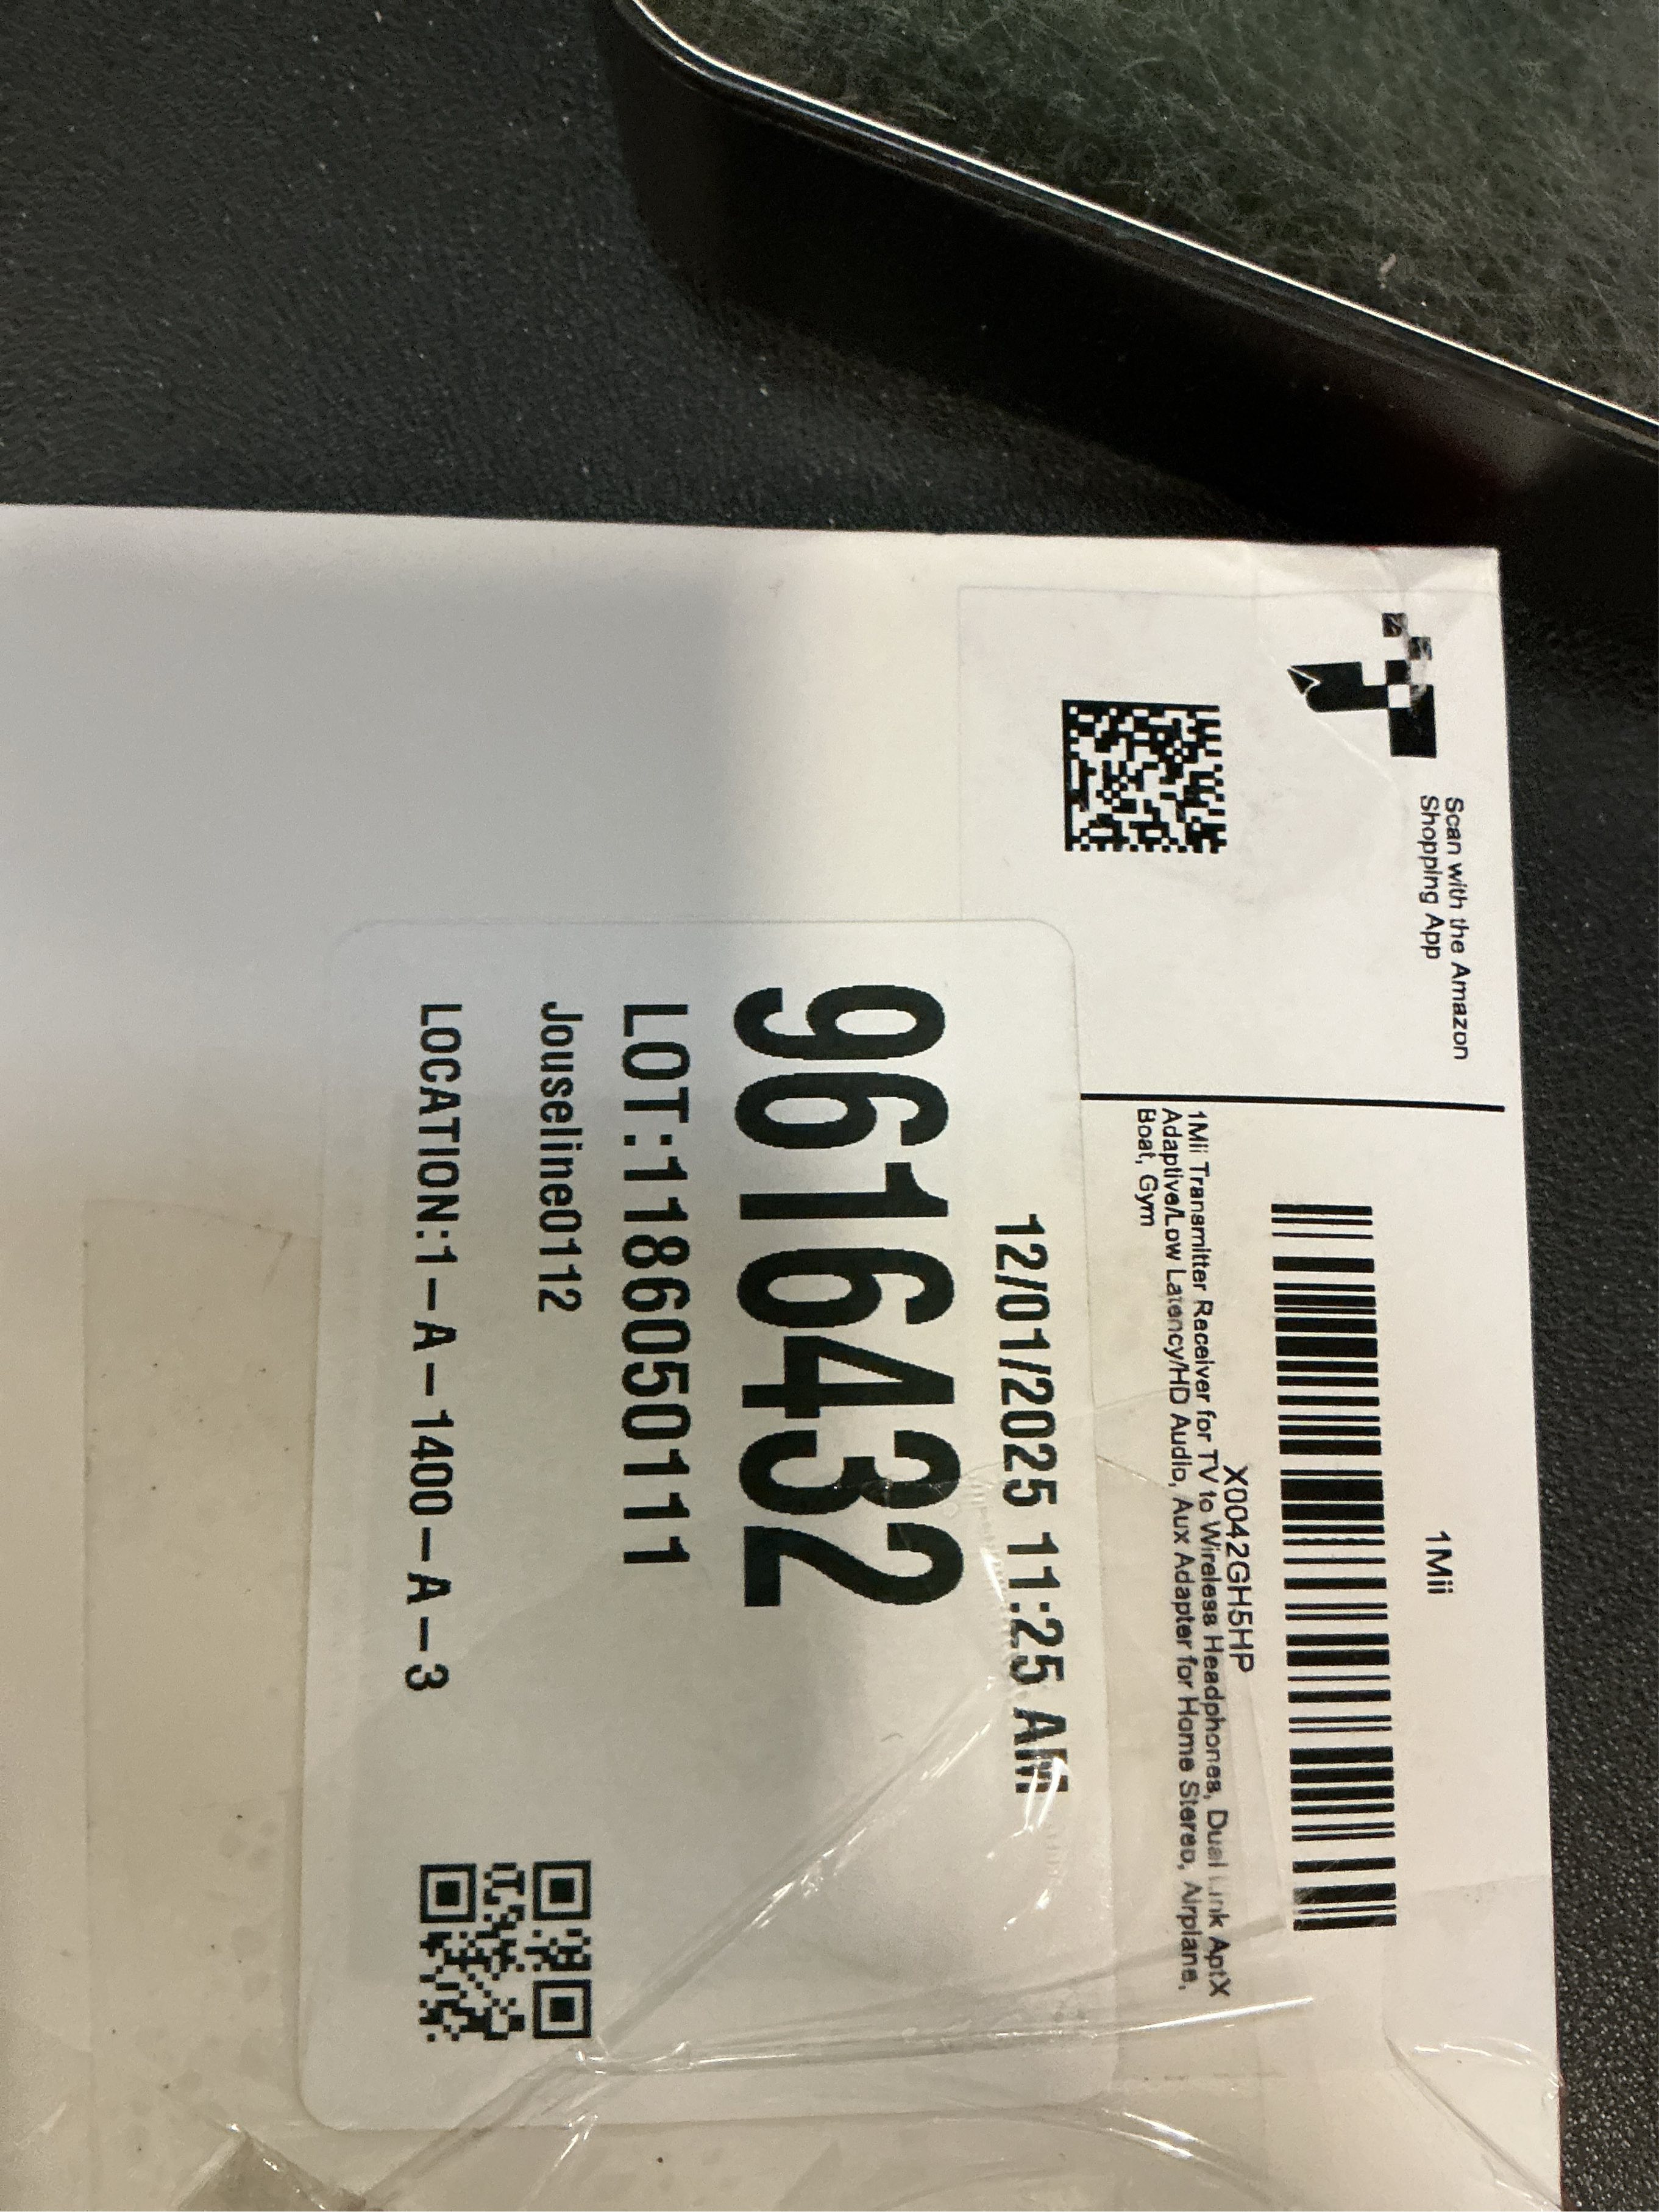 Scan with the Amazon
Shopping App
1Mii
X0042GH5HP
1Mii Transmitter Receiver for TV to Wireless Headphones, Dual Link AptX
Adaptive/Low Latency/HD Audio, Aux Adapter for Home Stereo, Airplane,
Boat, Gym
12/01/2025 11:25 AM
9616432
LOT:1186050111
Jouseline0112
LOCATION:1-A-1400-A-3